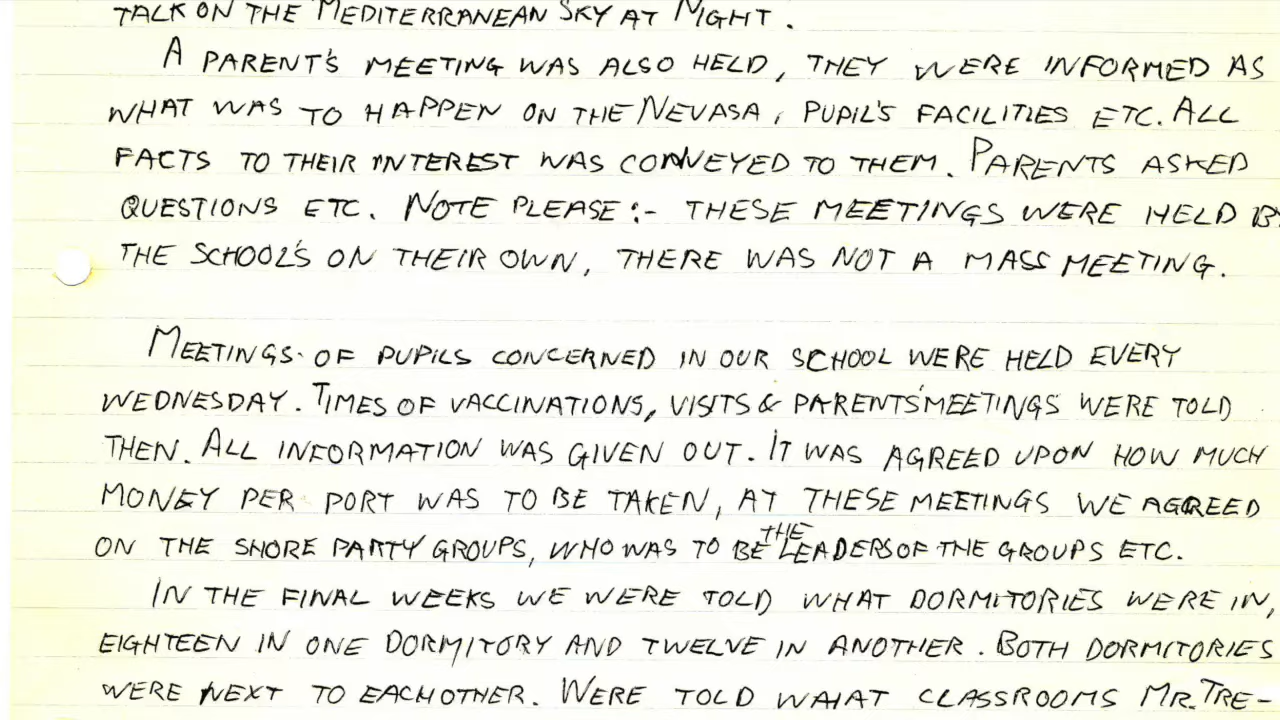 TALK ON THE MEDITERRANEAN SKY AT NIGHT.
A PARENT'S MEETING WAS ALSO HELD, THEY WERE INFORMED AS
WHAT WAS TO HAPPEN ON THE NEVASA, PUPIL'S FACILITIES ETC. ALL
FACTS TO THEIR INTEREST WAS CONVEYED TO THEM. PARENTS ASKED
QUESTIONS ETC. NOTE PLEASE:- THESE MEETINGS WERE HELD BY
THE SCHOOL'S ON THEIR OWN, THERE WAS NOT A MASS MEETING.
MEETINGS OF PUPILS CONCERNED IN OUR SCHOOL WERE HELD EVERY
WEDNESDAY. TIMES OF VACCINATIONS, VISITS & PARENTS' MEETINGS WERE TOLD
THEN. ALL INFORMATION WAS GIVEN OUT. IT WAS AGREED UPON HOW MUCH
MONEY PER PORT WAS TO BE TAKEN, AT THESE MEETINGS WE AGREED
ON THE SHORE PARTY GROUPS, WHO WAS TO BE THE LEADERS OF THE GROUPS ETC.
IN THE FINAL WEEKS WE WERE TOLD WHAT DORMITORIES WERE IN,
EIGHTEEN IN ONE DORMITORY AND TWELVE IN ANOTHER. BOTH DORMITORIES
WERE NEXT TO EACHOTHER. WERE TOLD WHAT CLASSROOMS MR. TRE-